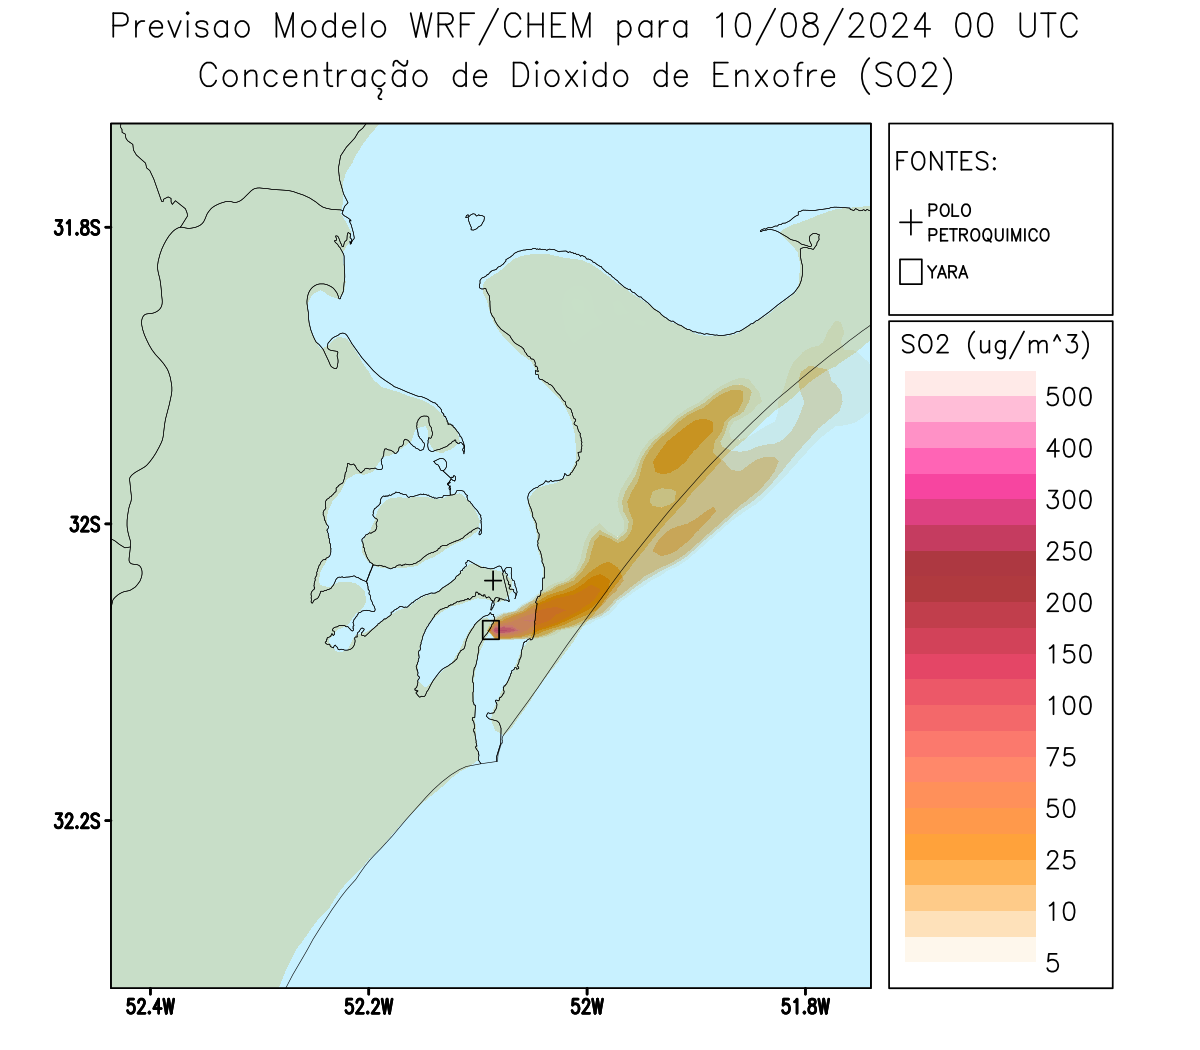 Previsao Modelo WRF/CHEM para 10/08/2024 00 UTC
Concentração de Dioxido de Enxofre (SO2)
FONTES:
POLO
PETROQUIMICO
YARA
31.8S
32S
32.2S
52.4W
52.2W
52W
51.8W
SO2 (ug/m^3)
500
400
300
250
200
150
100
75
50
25
10
5